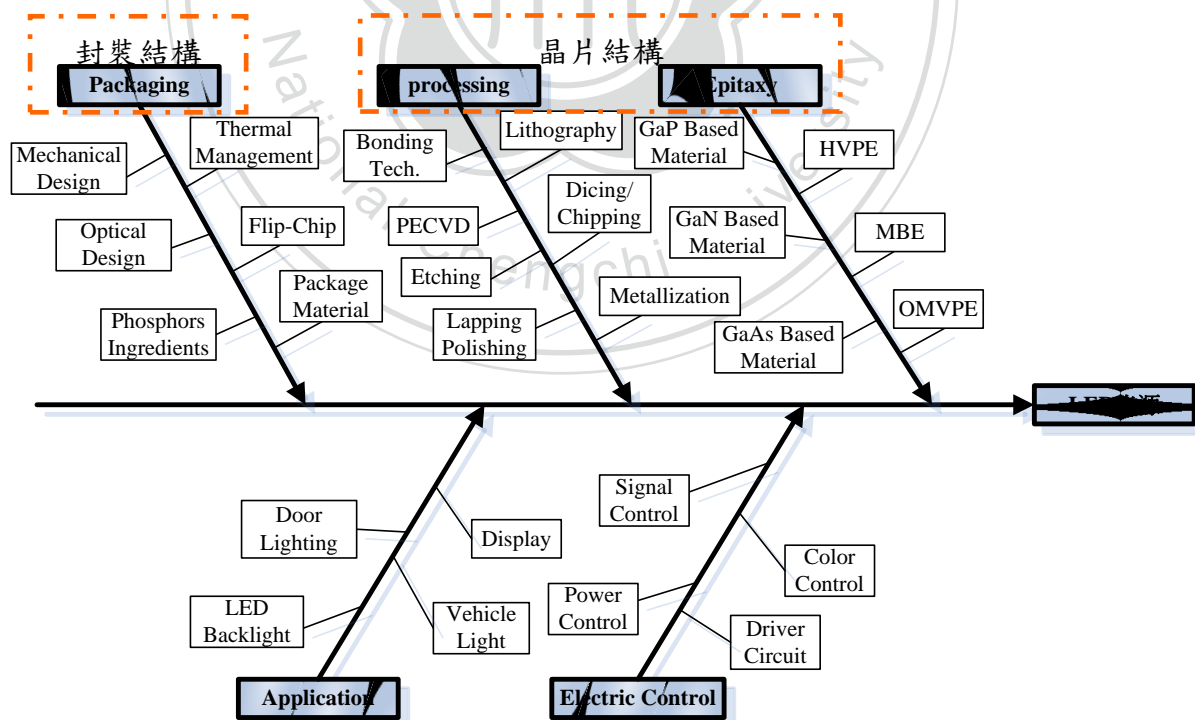 封裝結構
晶片結構
Packaging
processing
Epitaxy
Mechanical
Design
Thermal
Management
Optical
Design
Flip-Chip
Phosphors
Ingredients
Package
Material
Bonding
Tech.
Lithography
PECVD
Dicing/
Chipping
Etching
Lapping
Polishing
Metallization
GaP Based
Material
HVPE
GaN Based
Material
MBE
GaAs Based
Material
OMVPE
Door
Lighting
Display
LED
Backlight
Vehicle
Light
Signal
Control
Color
Control
Power
Control
Driver
Circuit
Application
Electric Control
National Chengchi University